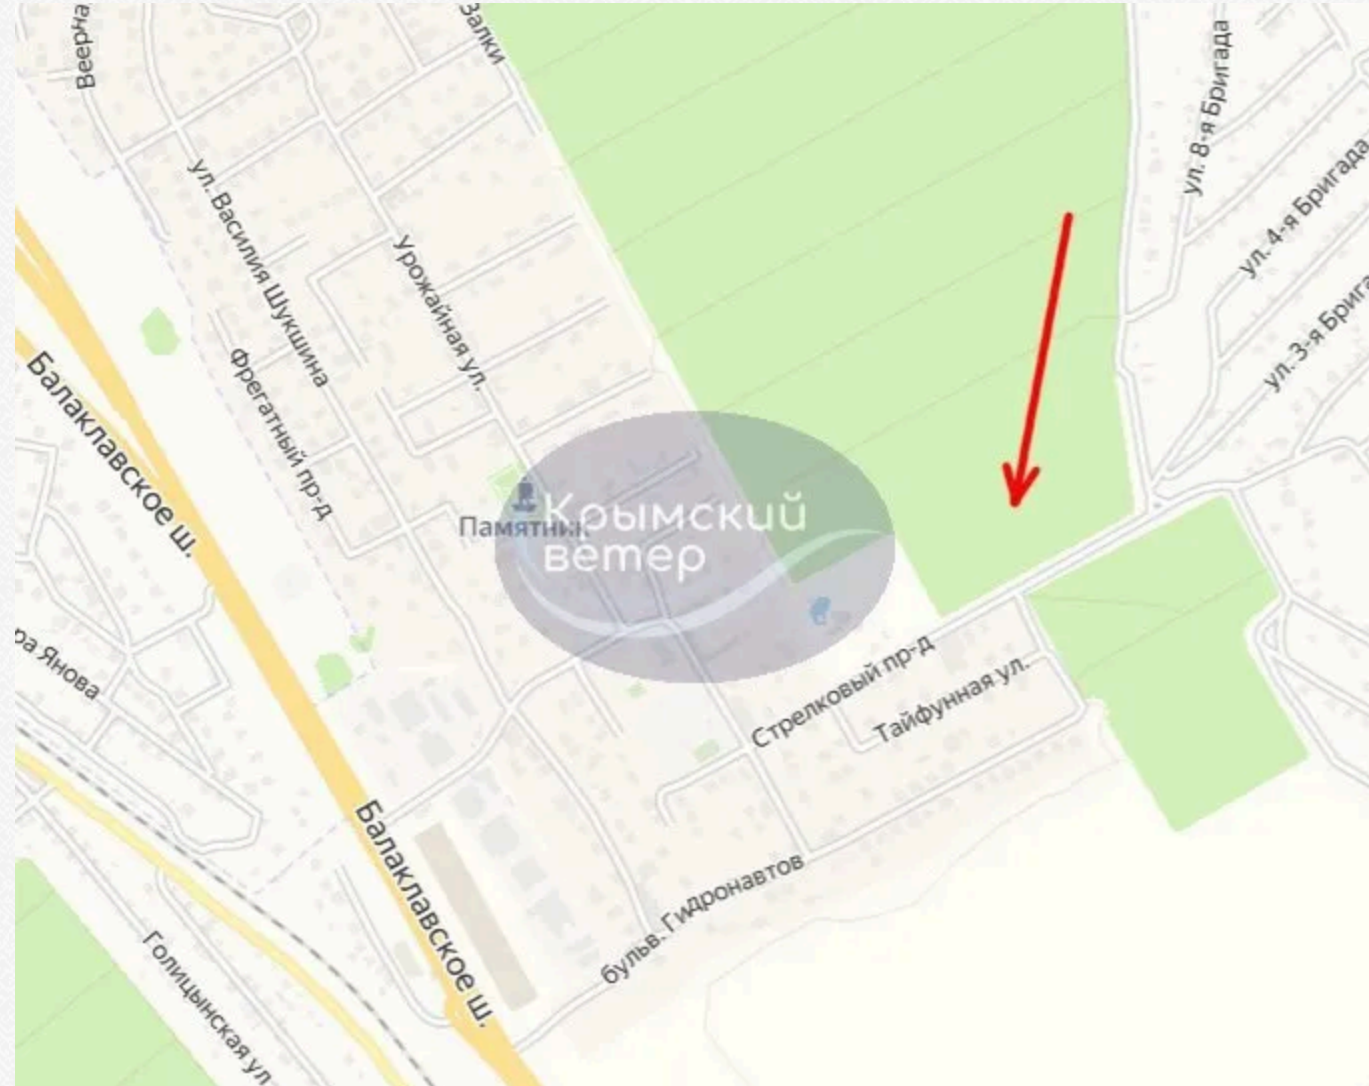 Веерна
Залки
ул. 8-я Бригада
ул. 4-я Бригада
ул. 3-я Брига
ул. Василия Шукшина
Урожайная ул.
Фрегатный пр-д
Балаклавское ш.
Памятник
Крымский
ветер
ра Янова
Стрелковый пр-д
Тайфунная ул.
Балаклавское ш.
бульв. Гидронавтов
Голицынская ул